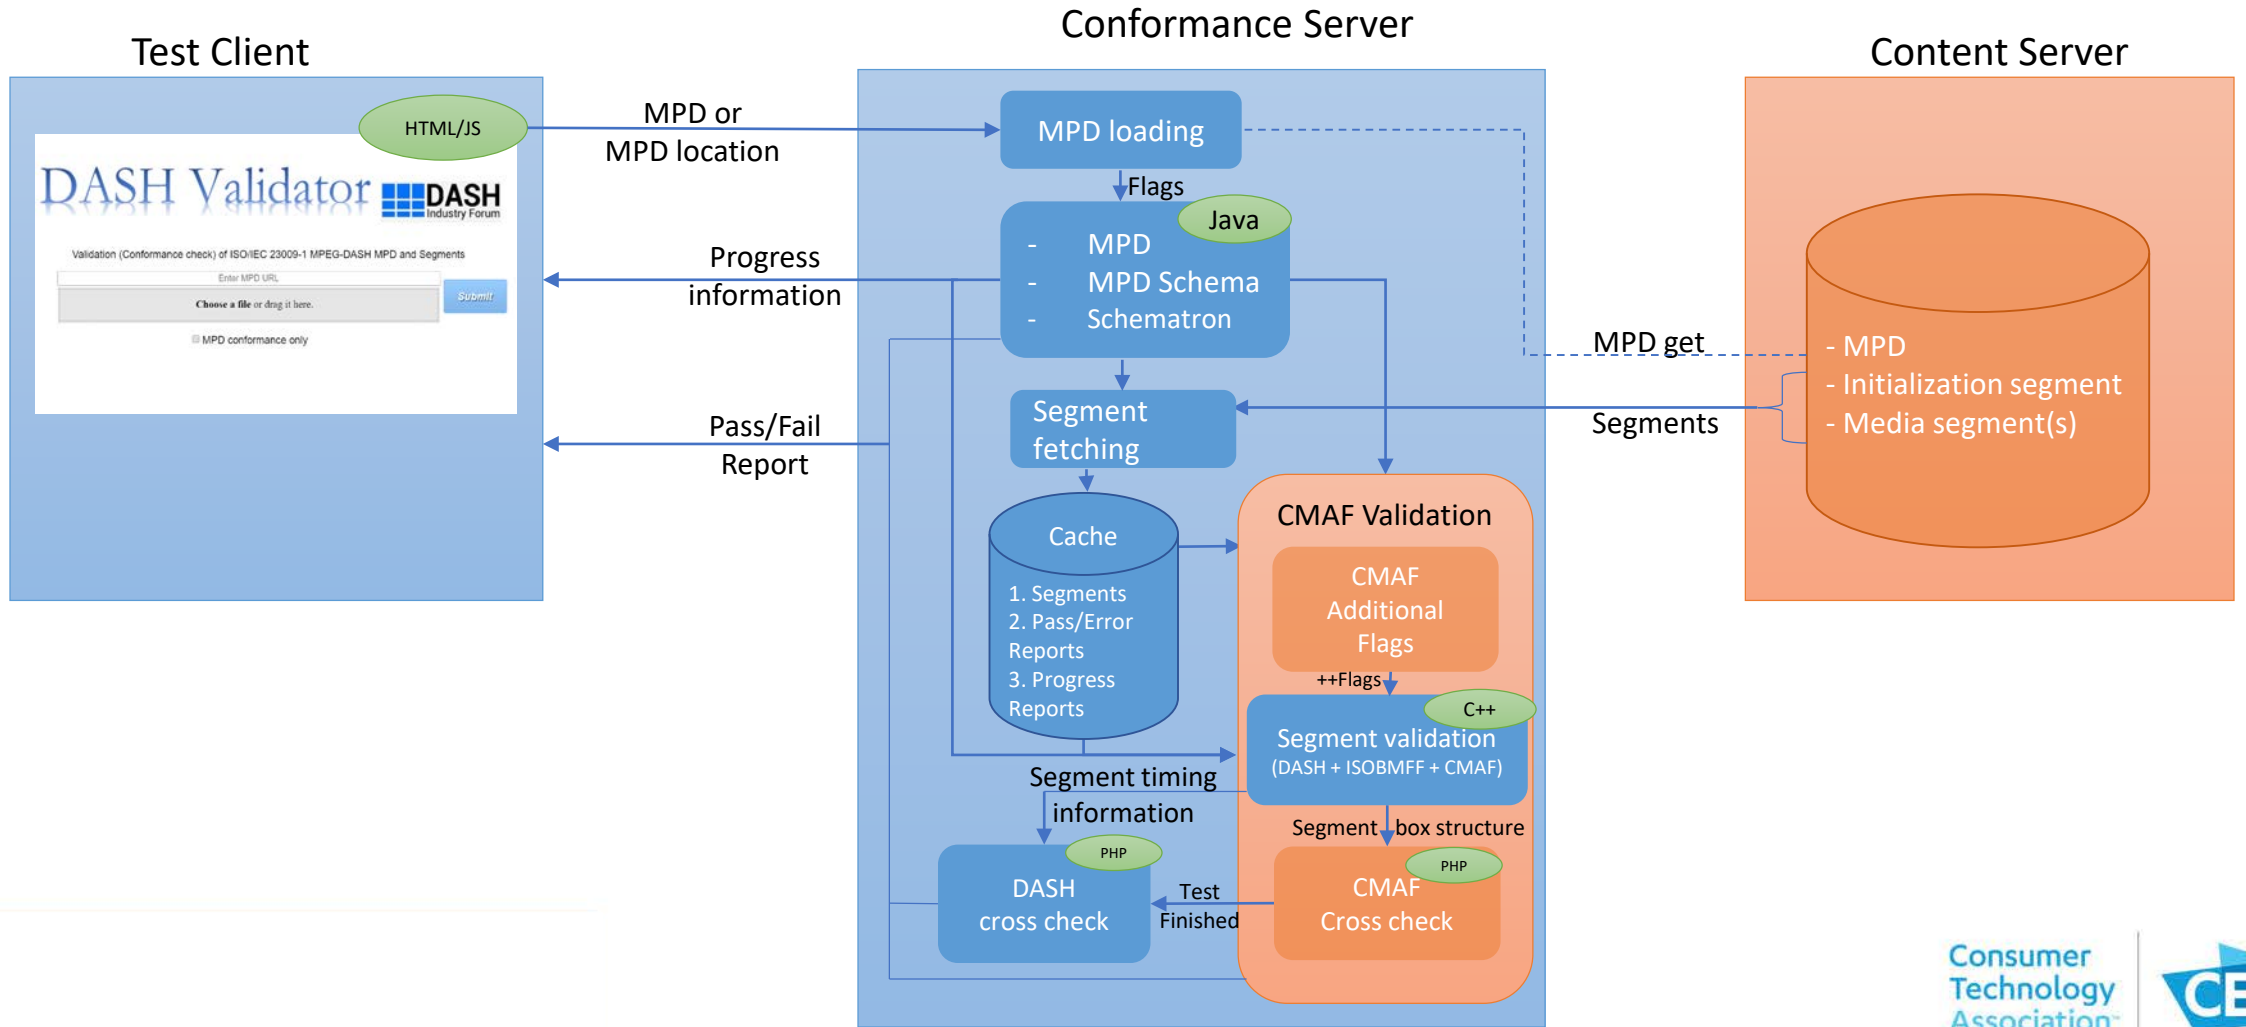 Test Client
Conformance Server
Content Server
HTML/JS
DASH Validator
DASH
Industry Forum
Validation (Conformance check) of ISO/IEC 23009-1 MPEG-DASH MPD and Segments
Enter MPD URL
Choose a file or drag it here.
Submit
MPD conformance only
MPD or
MPD location
Progress
information
Pass/Fail
Report
MPD loading
Flags
Java
- MPD
- MPD Schema
- Schematron
Segment
fetching
Cache
1. Segments
2. Pass/Error
Reports
3. Progress
Reports
CMAF Validation
CMAF
Additional
Flags
++Flags
C++
Segment validation
(DASH + ISOBMFF + CMAF)
Segment timing
information
Segment box structure
PHP
DASH
cross check
Test
Finished
PHP
CMAF
Cross check
MPD get
Segments
- MPD
- Initialization segment
- Media segment(s)
Consumer
Technology
Association™